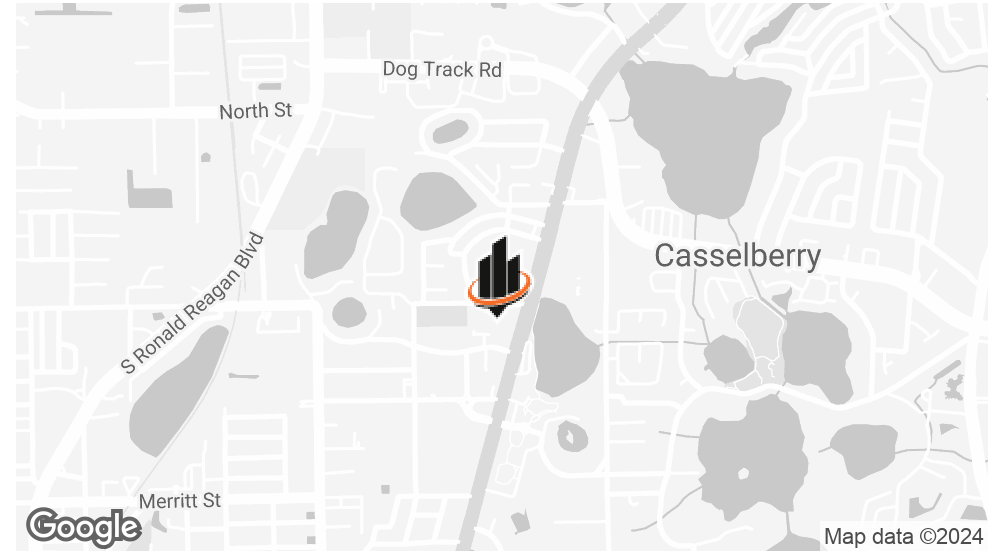 Dog Track Rd
North St
Casselberry
S Ronald Reagan Blvd
Merritt St
Google
Map data ©2024